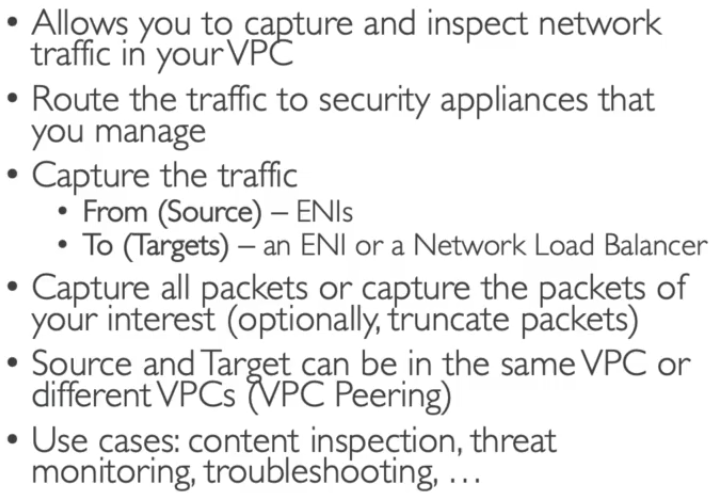 • Allows you to capture and inspect network
traffic in your VPC
• Route the traffic to security appliances that
you manage
• Capture the traffic
• From (Source) – ENIs
• To (Targets) – an ENI or a Network Load Balancer
• Capture all packets or capture the packets of
your interest (optionally, truncate packets)
• Source and Target can be in the same VPC or
different VPCs (VPC Peering)
• Use cases: content inspection, threat
monitoring, troubleshooting, …